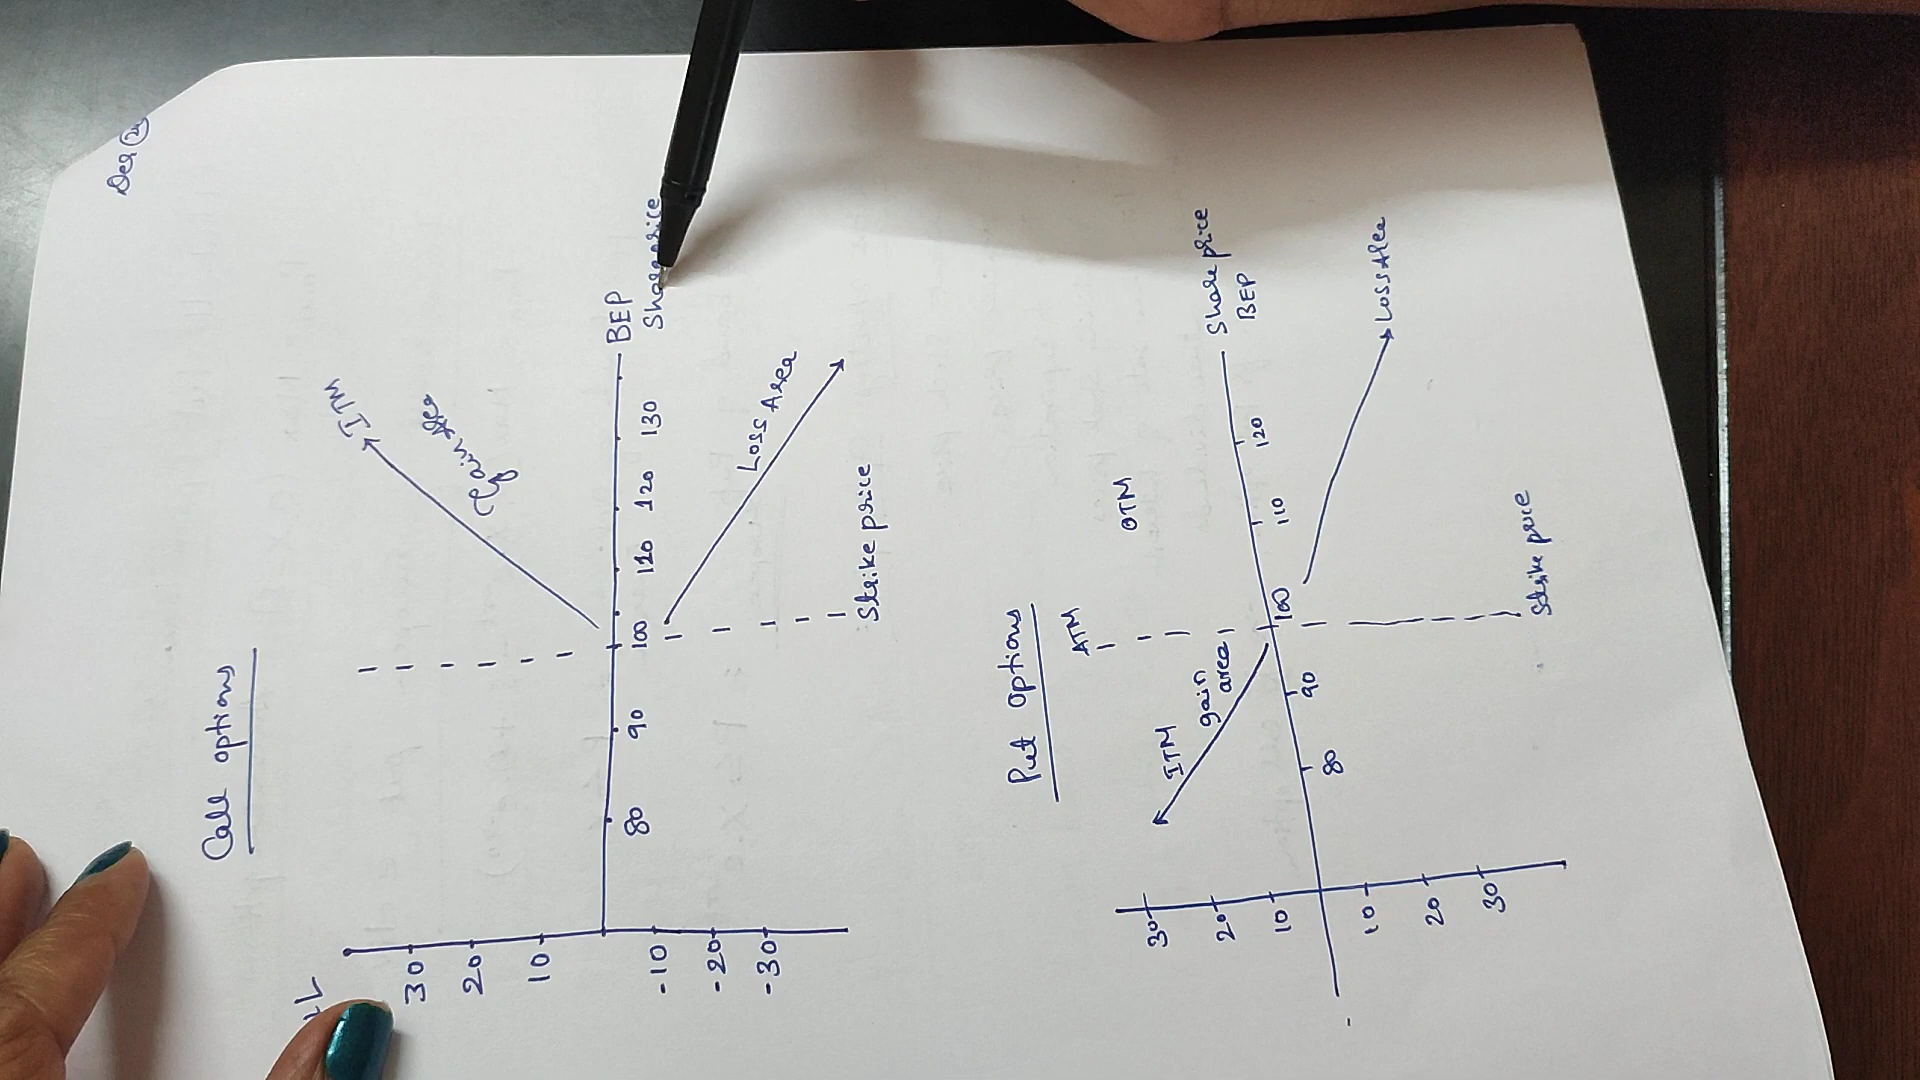 Call options
30
20
10
-10
-20
-30
ITM
Gain Area
80
90
100
110
120
130
BEP
Share price
Loss Area
Strike price
Put options
ATM
OTM
ITM
gain
area
30
20
10
10
20
30
80
90
100
110
120
Share price
BEP
Loss Area
Strike price